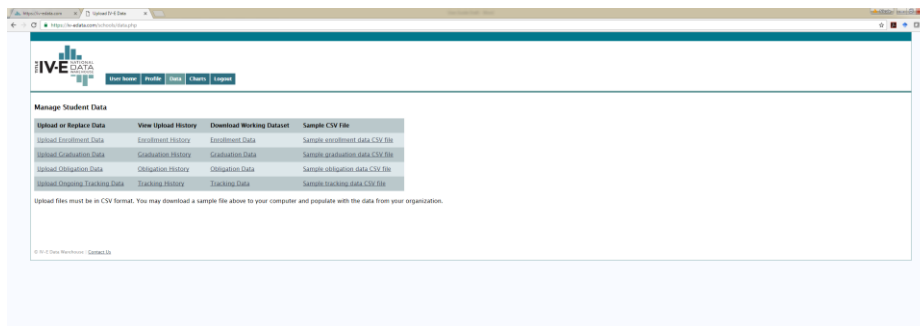 Upload IV-E Data
https://iv-edata.com/schools/data.php
TITLE IV-E NATIONAL DATA WAREHOUSE
User home Profile Data Charts Logout
Manage Student Data
Upload or Replace Data View Upload History Download Working Dataset Sample CSV File
Upload Enrollment Data Enrollment History Enrollment Data Sample enrollment data CSV file
Upload Graduation Data Graduation History Graduation Data Sample graduation data CSV file
Upload Obligation Data Obligation History Obligation Data Sample obligation data CSV file
Upload Ongoing Tracking Data Tracking History Tracking Data Sample tracking data CSV file
Upload files must be in CSV format. You may download a sample file above to your computer and populate with the data from your organization.
© IV-E Data Warehouse | Contact Us